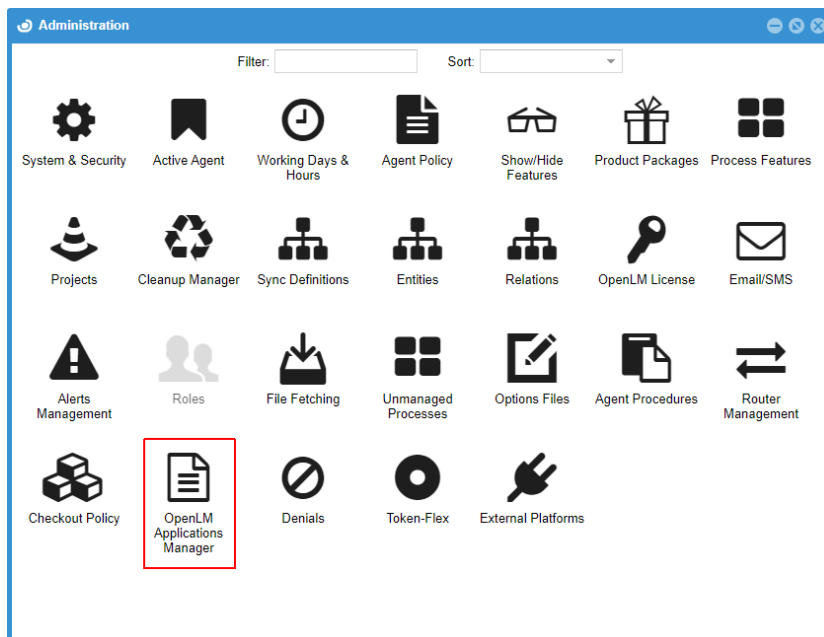 Administration
Filter: Sort:
System & Security Active Agent Working Days & Hours Agent Policy Show/Hide Features Product Packages Process Features
Projects Cleanup Manager Sync Definitions Entities Relations OpenLM License Email/SMS
Alerts Management Roles File Fetching Unmanaged Processes Options Files Agent Procedures Router Management
Checkout Policy OpenLM Applications Manager Denials Token-Flex External Platforms